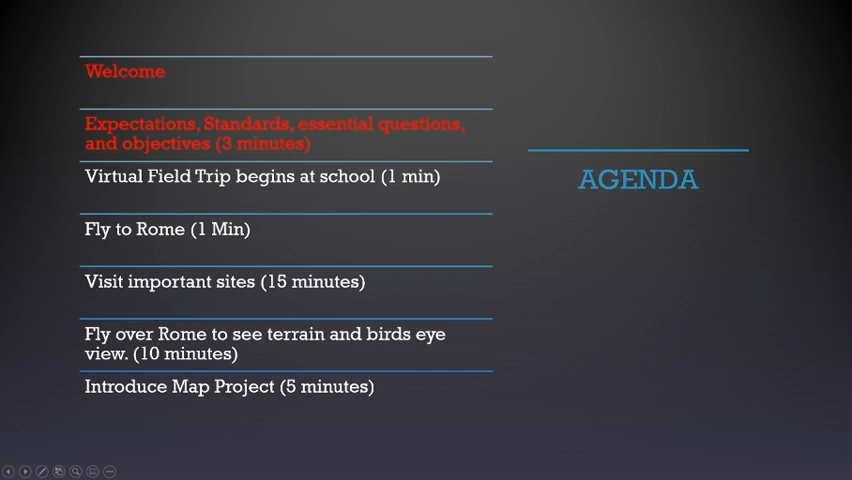 Welcome
Expectations, Standards, essential questions,
and objectives (3 minutes)
Virtual Field Trip begins at school (1 min)
Fly to Rome (1 Min)
Visit important sites (15 minutes)
Fly over Rome to see terrain and birds eye
view. (10 minutes)
Introduce Map Project (5 minutes)
AGENDA